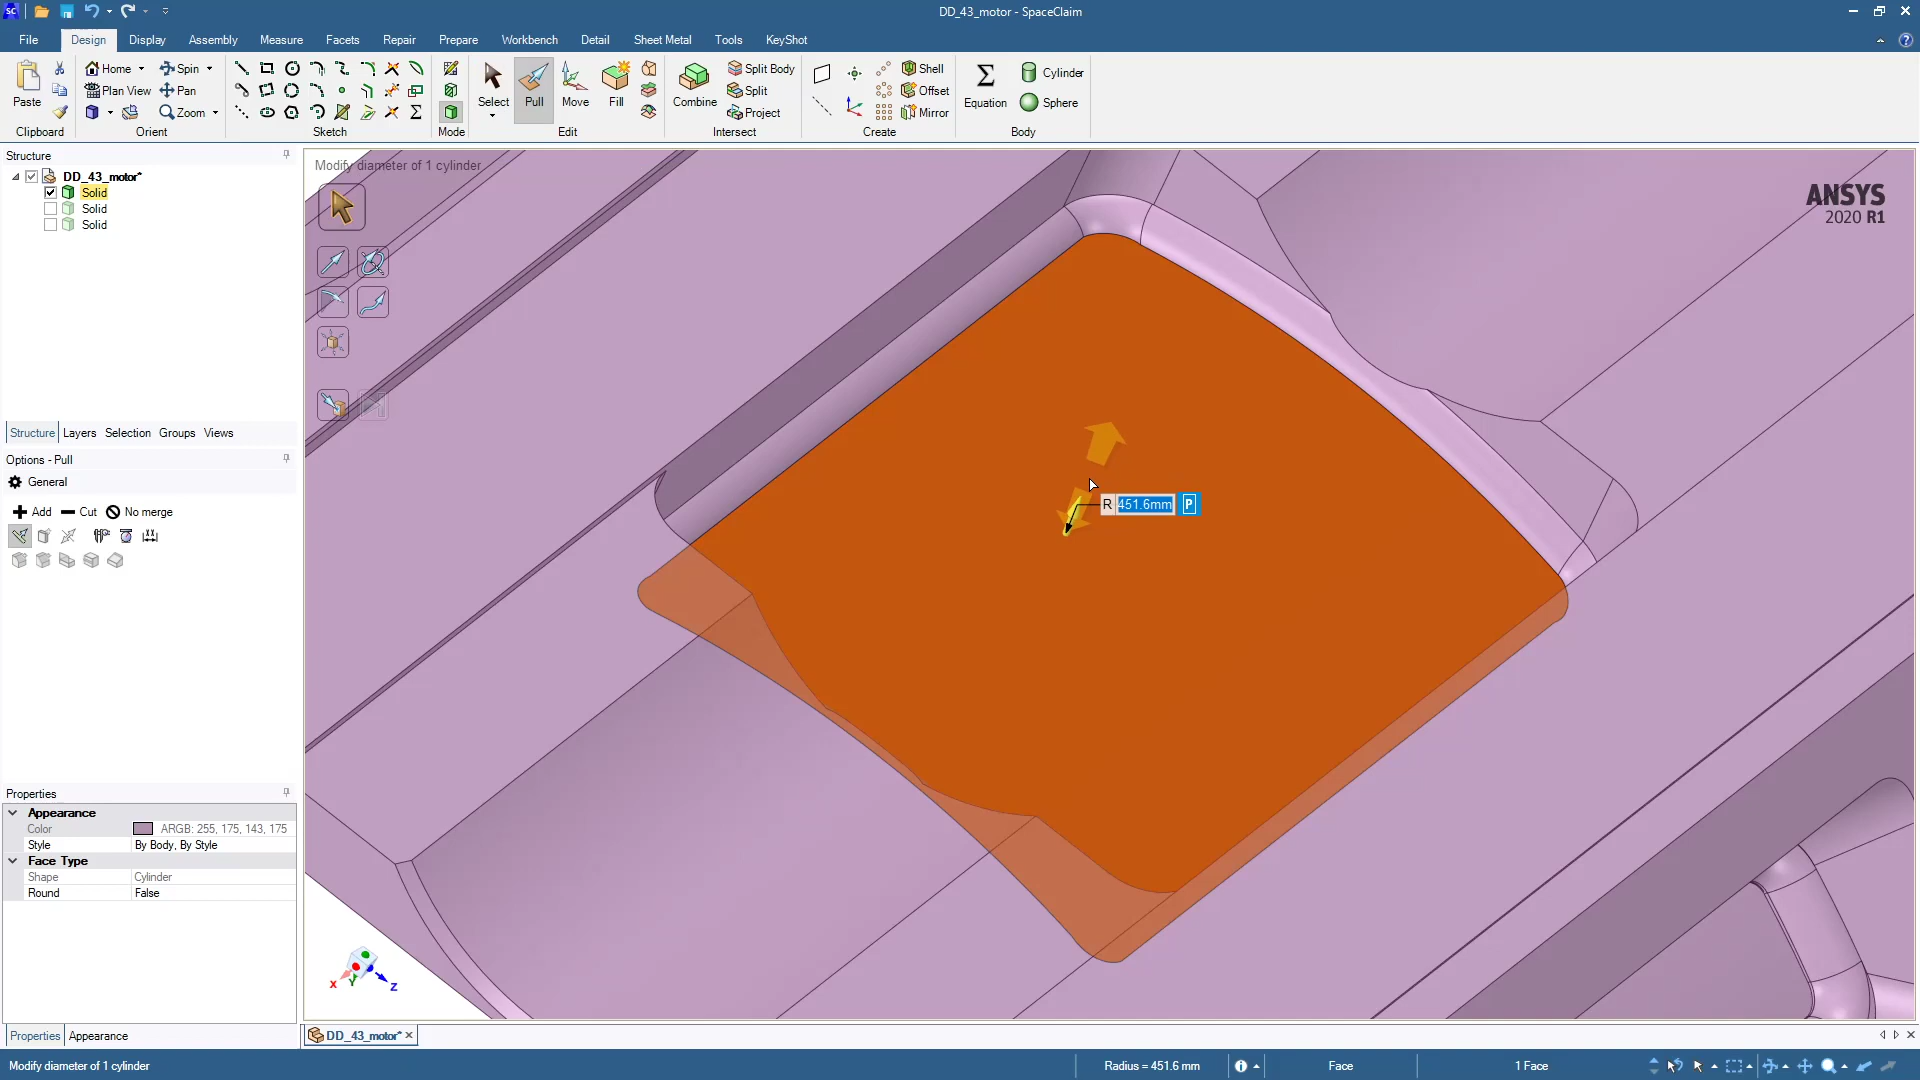 DD_43_motor - SpaceClaim
File Design Display Assembly Measure Facets Repair Prepare Workbench Detail Sheet Metal Tools KeyShot
Paste
Home
Plan View
Spin
Pan
Zoom
Select
Pull
Move
Fill
Combine
Split Body
Split
Project
Shell
Offset
Mirror
Equation
Cylinder
Sphere
Clipboard Orient Sketch Mode Edit Intersect Create Body
Structure
DD_43_motor*
Solid
Solid
Solid
Structure Layers Selection Groups Views
Options - Pull
General
Add Cut No merge
Properties
Appearance
Color ARGB: 255, 175, 143, 175
Style By Body, By Style
Face Type
Shape Cylinder
Round False
Properties Appearance
Modify diameter of 1 cylinder
ANSYS
2020 R1
R 451.6mm P
X Y Z
DD_43_motor*
Modify diameter of 1 cylinder Radius = 451.6 mm Face 1 Face